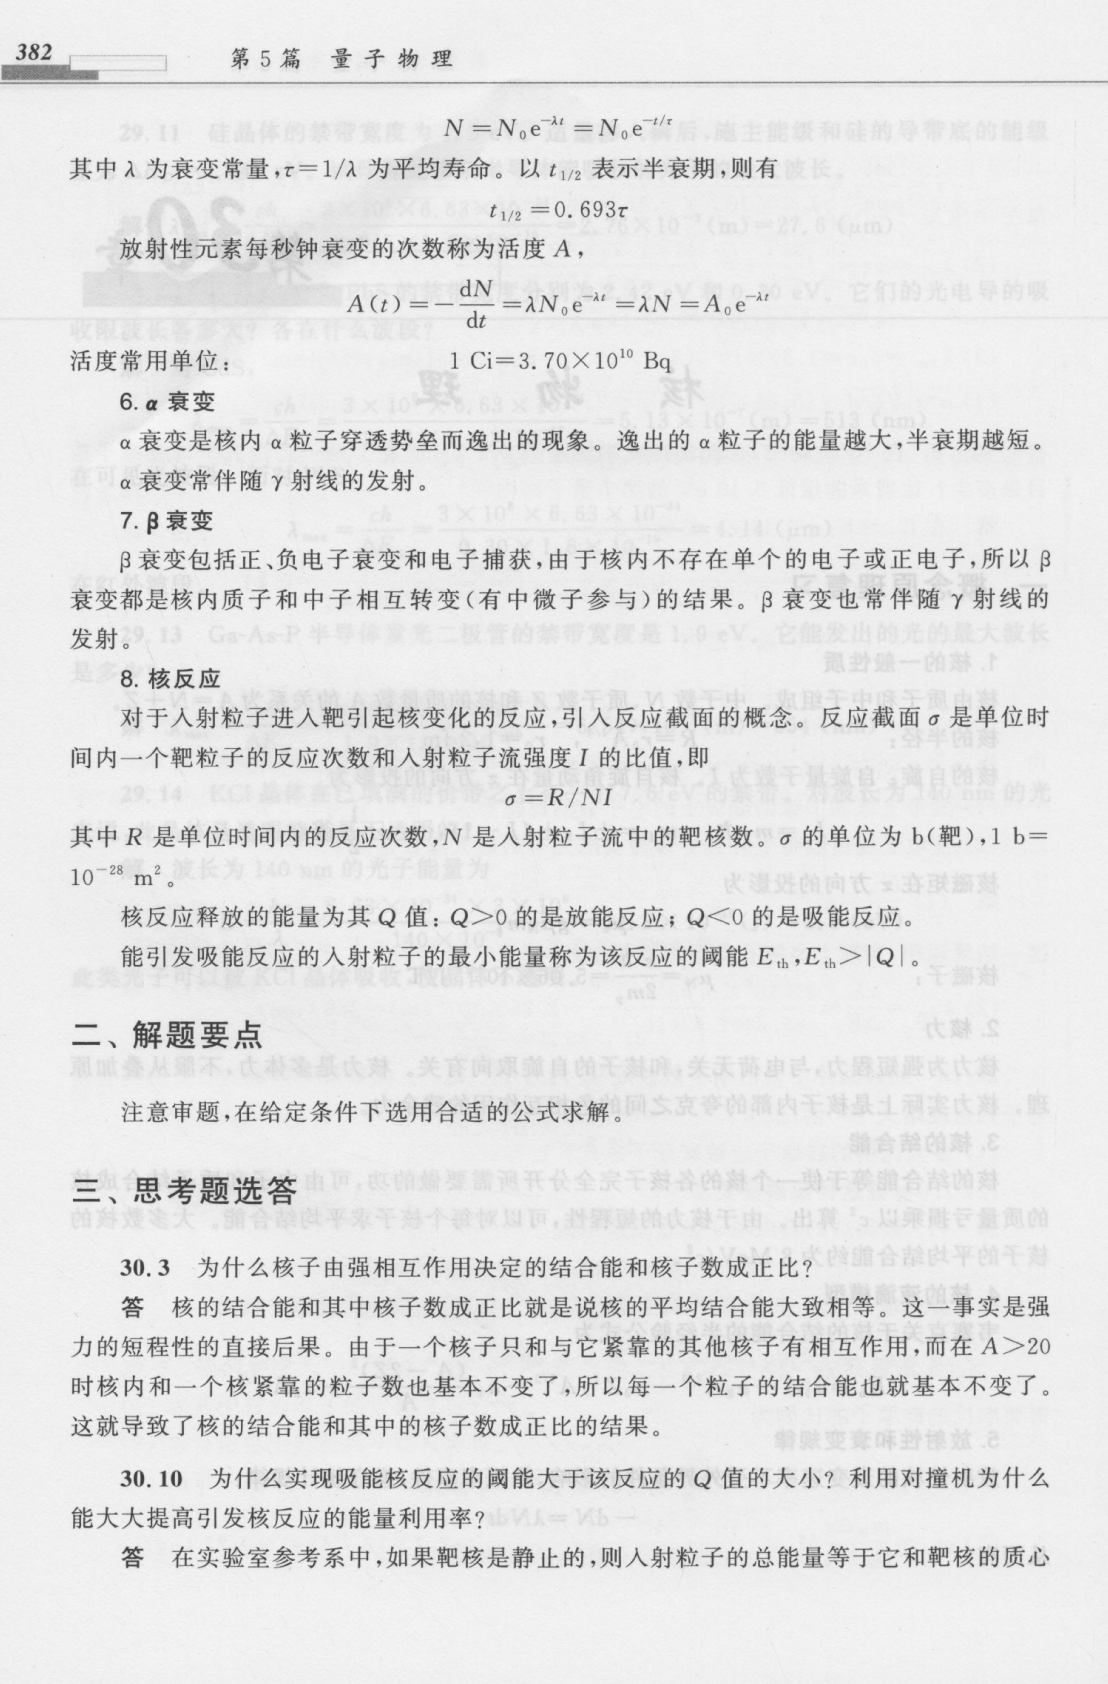 382
第 5 篇 量 子 物 理
N = N₀e^{-λt} = N₀e^{-t/τ}
其中 λ 为衰变常量,τ=1/λ 为平均寿命。以 t_{1/2} 表示半衰期,则有
t_{1/2} =0.693τ
放射性元素每秒钟衰变的次数称为活度 A,
A(t)=-dN/dt=λN₀e^{-λt}=λN=A₀e^{-λt}
活度常用单位: 1 Ci=3.70×10¹⁰ Bq
6. α 衰变
α 衰变是核内 α 粒子穿透势垒而逸出的现象。逸出的 α 粒子的能量越大,半衰期越短。
α 衰变常伴随 γ 射线的发射。
7. β 衰变
β 衰变包括正、负电子衰变和电子捕获,由于核内不存在单个的电子或正电子,所以 β
衰变都是核内质子和中子相互转变(有中微子参与)的结果。β 衰变也常伴随 γ 射线的
发射。
8. 核反应
对于入射粒子进入靶引起核变化的反应,引入反应截面的概念。反应截面 σ 是单位时
间内一个靶粒子的反应次数和入射粒子流强度 I 的比值,即
σ=R/NI
其中 R 是单位时间内的反应次数,N 是入射粒子流中的靶核数。σ 的单位为 b(靶),1 b=
10⁻²⁸ m²。
核反应释放的能量为其 Q 值: Q>0 的是放能反应; Q<0 的是吸能反应。
能引发吸能反应的入射粒子的最小能量称为该反应的阈能 E_{th},E_{th}>|Q|。
二、解题要点
注意审题,在给定条件下选用合适的公式求解。
三、思考题选答
30.3 为什么核子由强相互作用决定的结合能和核子数成正比?
答 核的结合能和其中核子数成正比就是说核的平均结合能大致相等。这一事实是强
力的短程性的直接后果。由于一个核子只和与它紧靠的其他核子有相互作用,而在 A>20
时核内和一个核紧靠的粒子数也基本不变了,所以每一个粒子的结合能也就基本不变了。
这就导致了核的结合能和其中的核子数成正比的结果。
30.10 为什么实现吸能核反应的阈能大于该反应的 Q 值的大小? 利用对撞机为什么
能大大提高引发核反应的能量利用率?
答 在实验室参考系中,如果靶核是静止的,则入射粒子的总能量等于它和靶核的质心